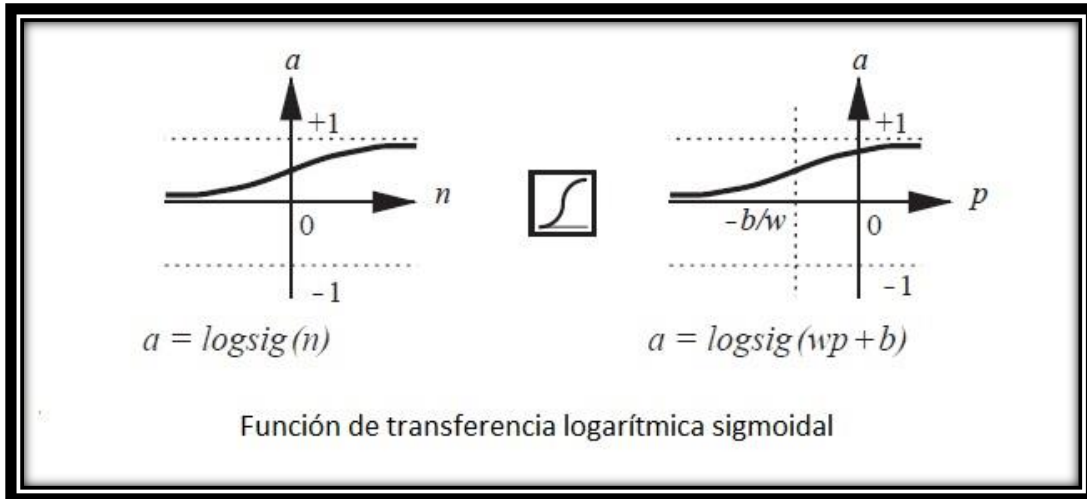 a
+1
n
0
-1
a = logsig (n)
a
+1
p
-b/w
0
-1
a = logsig (wp + b)
Función de transferencia logarítmica sigmoidal